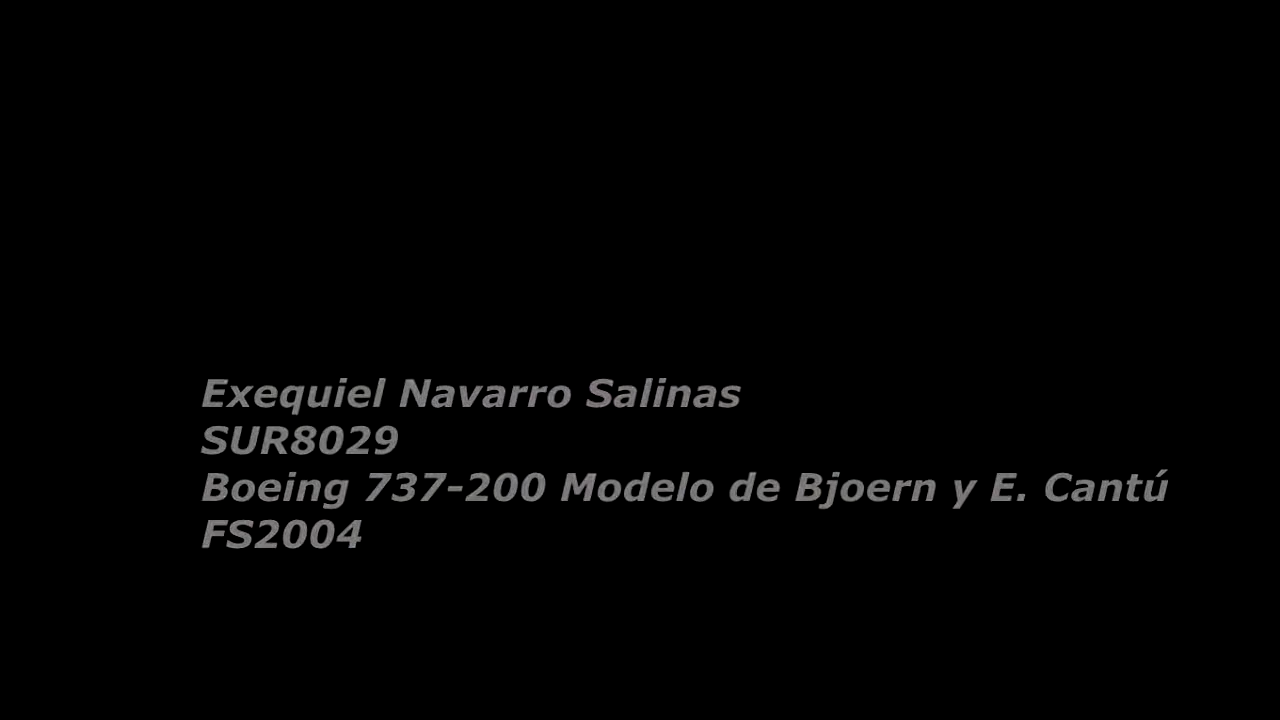 Exequiel Navarro Salinas
SUR8029
Boeing 737-200 Modelo de Bjoern y E. Cantú
FS2004